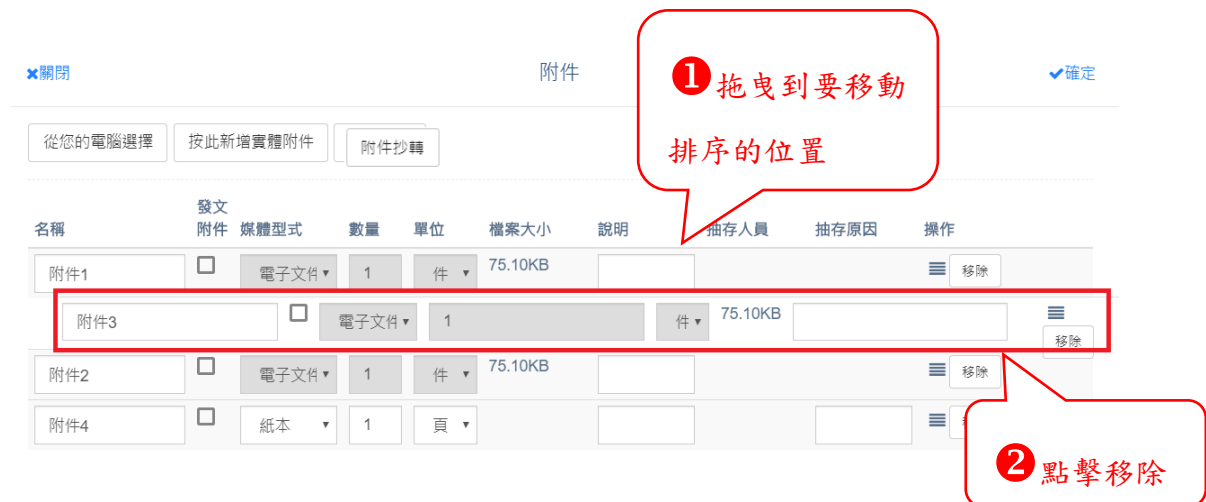 ✖關閉
附件
✔確定
❶拖曳到要移動
排序的位置
從您的電腦選擇
按此新增實體附件
附件抄轉
名稱
發文
附件
媒體型式
數量
單位
檔案大小
說明
抽存人員
抽存原因
操作
附件1
電子文件
1
件
75.10KB
移除
附件3
電子文件
1
件
75.10KB
移除
附件2
電子文件
1
件
75.10KB
移除
附件4
紙本
1
頁
❷點擊移除